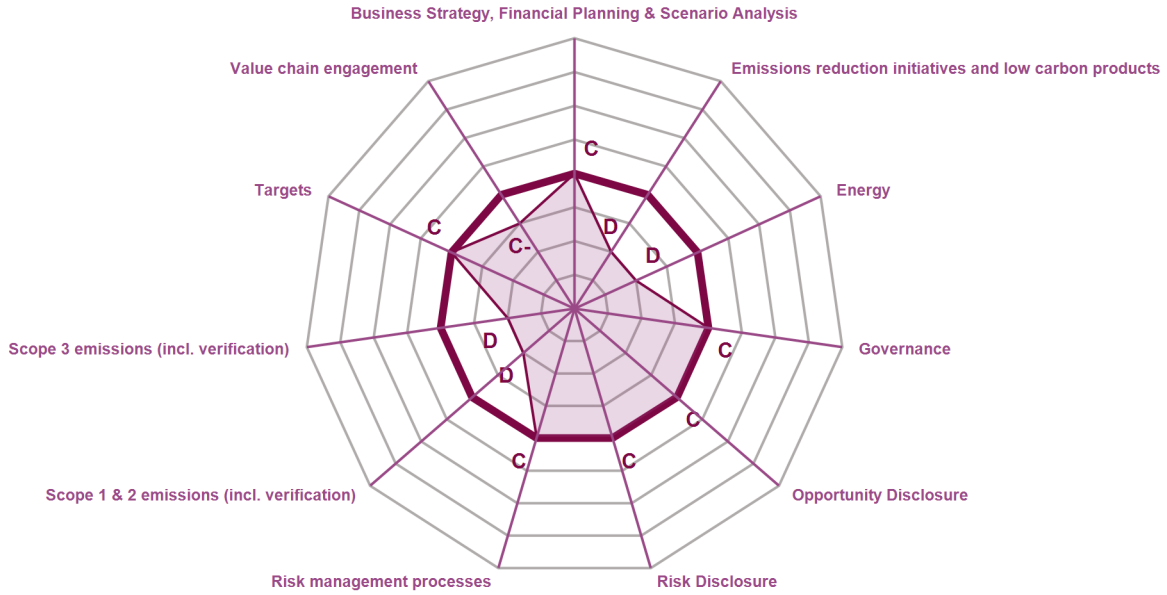 Business Strategy, Financial Planning & Scenario Analysis
Value chain engagement
Emissions reduction initiatives and low carbon products
C
Targets
Energy
C
D
C-
D
Scope 3 emissions (incl. verification)
D
C
Governance
D
C
C
C
Scope 1 & 2 emissions (incl. verification)
Opportunity Disclosure
Risk management processes
Risk Disclosure